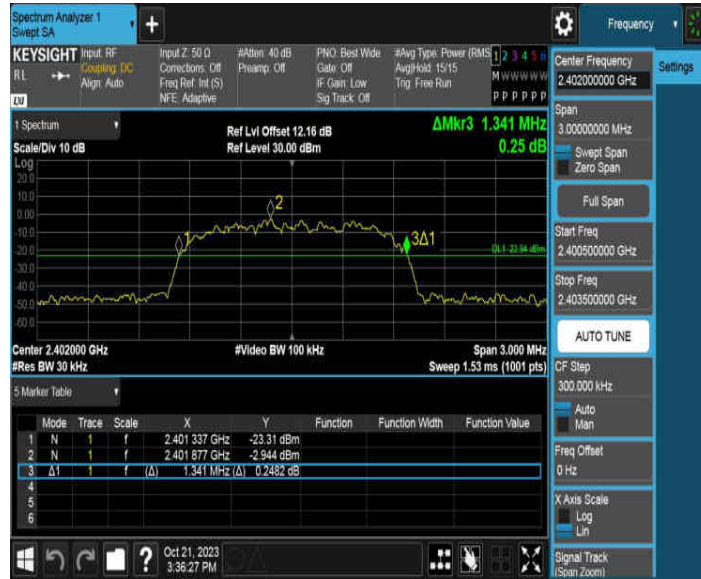 Spectrum Analyzer 1
Swept SA
Frequency
KEYSIGHT
RL
Input: RF
Coupling: DC
Align: Auto
Input Z: 50 Ω
Corrections: Off
Freq Ref: Int (S)
NFE: Adaptive
#Atten: 40 dB
Preamp: Off
PNO: Best Wide
Gate: Off
IF Gain: Low
Sig Track: Off
#Avg Type: Power (RMS
Avg|Hold: 15/15
Trig: Free Run
1 2 3 4 5 6
M W W W W W
P P P P P P
LXI
1 Spectrum
Scale/Div 10 dB
Ref Lvl Offset 12.16 dB
Ref Level 30.00 dBm
ΔMkr3 1.341 MHz
0.25 dB
Log
20.0
10.0
0.00
-10.0
-20.0
-30.0
-40.0
-50.0
-60.0
1
2
3Δ1
DL1 -22.94 dBm
Center 2.402000 GHz
#Res BW 30 kHz
#Video BW 100 kHz
Span 3.000 MHz
Sweep 1.53 ms (1001 pts)
5 Marker Table
Mode Trace Scale X Y Function Function Width Function Value
1 N 1 f 2.401 337 GHz -23.31 dBm
2 N 1 f 2.401 877 GHz -2.944 dBm
3 Δ1 1 f (Δ) 1.341 MHz (Δ) 0.2482 dB
4
5
6
Oct 21, 2023
3:36:27 PM
Center Frequency
2.402000000 GHz
Settings
Span
3.00000000 MHz
Swept Span
Zero Span
Full Span
Start Freq
2.400500000 GHz
Stop Freq
2.403500000 GHz
AUTO TUNE
CF Step
300.000 kHz
Auto
Man
Freq Offset
0 Hz
X Axis Scale
Log
Lin
Signal Track
(Span Zoom)